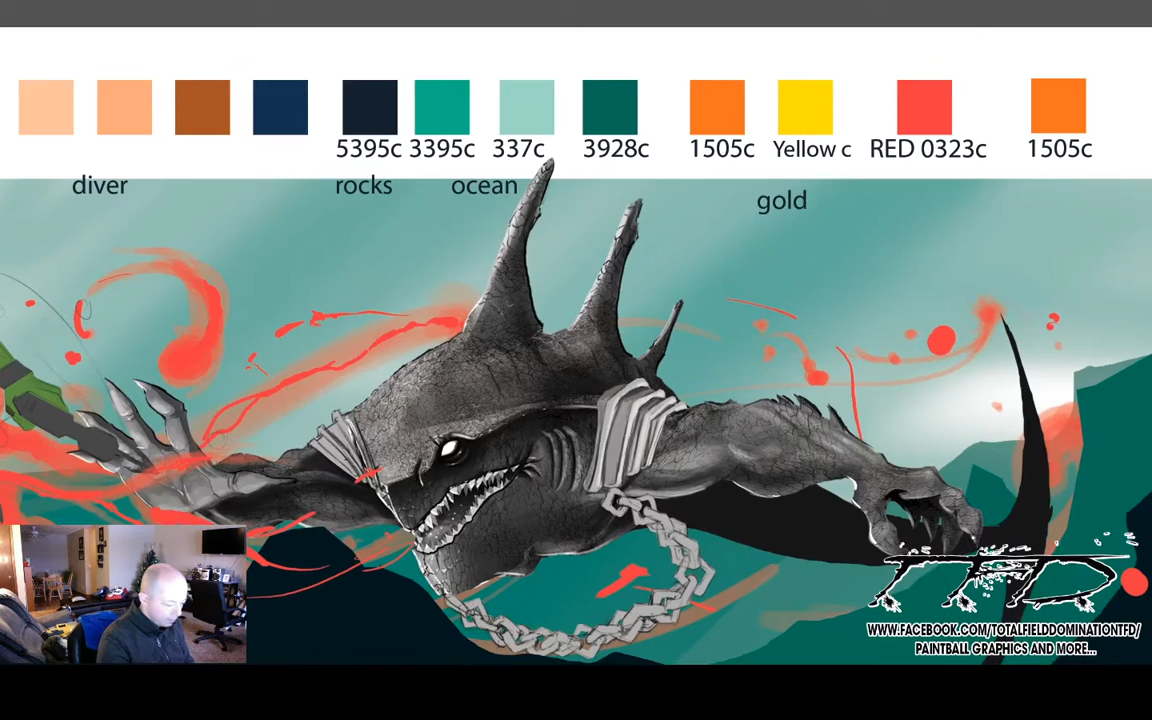 5395c 3395c 337c 3928c 1505c Yellow c RED 0323c 1505c
diver rocks ocean gold
TFD
WWW.FACEBOOK.COM/TOTALFIELDDOMINATIONTFD/
PAINTBALL GRAPHICS AND MORE...